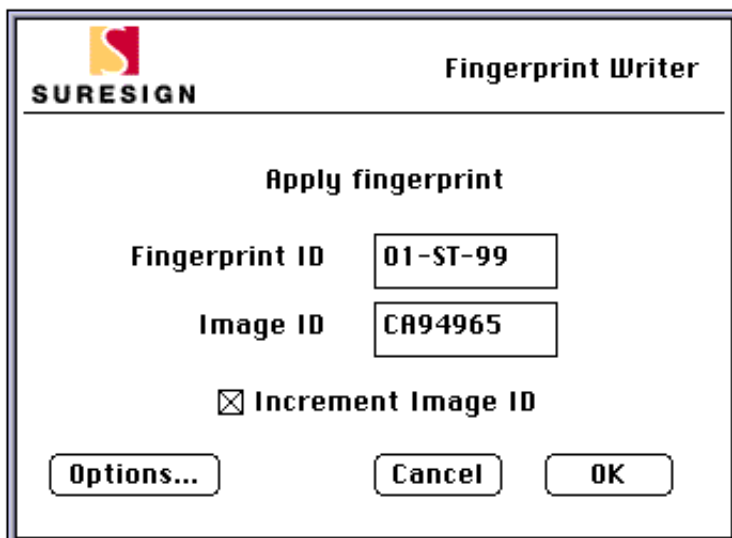 SURESIGN
Fingerprint Writer
Apply fingerprint
Fingerprint ID 01-ST-99
Image ID CA94965
Increment Image ID
Options... Cancel OK